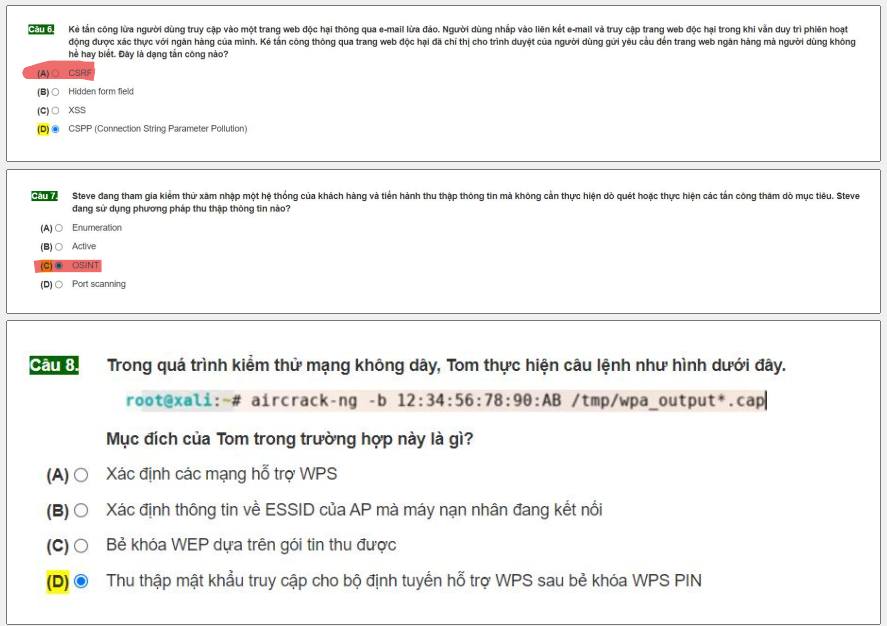 Câu 6. Kẻ tấn công lừa người dùng truy cập vào một trang web độc hại thông qua e-mail lừa đảo. Người dùng nhấp vào liên kết e-mail và truy cập trang web độc hại trong khi vẫn duy trì phiên hoạt
động được xác thực với ngân hàng của mình. Kẻ tấn công thông qua trang web độc hại đã chỉ thị cho trình duyệt của người dùng gửi yêu cầu đến trang web ngân hàng mà người dùng không
hề hay biết. Đây là dạng tấn công nào?
(A) CSRF
(B) Hidden form field
(C) XSS
(D) CSPP (Connection String Parameter Pollution)
Câu 7. Steve đang tham gia kiểm thử xâm nhập một hệ thống của khách hàng và tiến hành thu thập thông tin mà không cần thực hiện dò quét hoặc thực hiện các tấn công thăm dò mục tiêu. Steve
đang sử dụng phương pháp thu thập thông tin nào?
(A) Enumeration
(B) Active
(C) OSINT
(D) Port scanning
Câu 8. Trong quá trình kiểm thử mạng không dây, Tom thực hiện câu lệnh như hình dưới đây.
root@xali:~# aircrack-ng -b 12:34:56:78:90:AB /tmp/wpa_output*.cap
Mục đích của Tom trong trường hợp này là gì?
(A) Xác định các mạng hỗ trợ WPS
(B) Xác định thông tin về ESSID của AP mà máy nạn nhân đang kết nối
(C) Bẻ khóa WEP dựa trên gói tin thu được
(D) Thu thập mật khẩu truy cập cho bộ định tuyến hỗ trợ WPS sau bẻ khóa WPS PIN